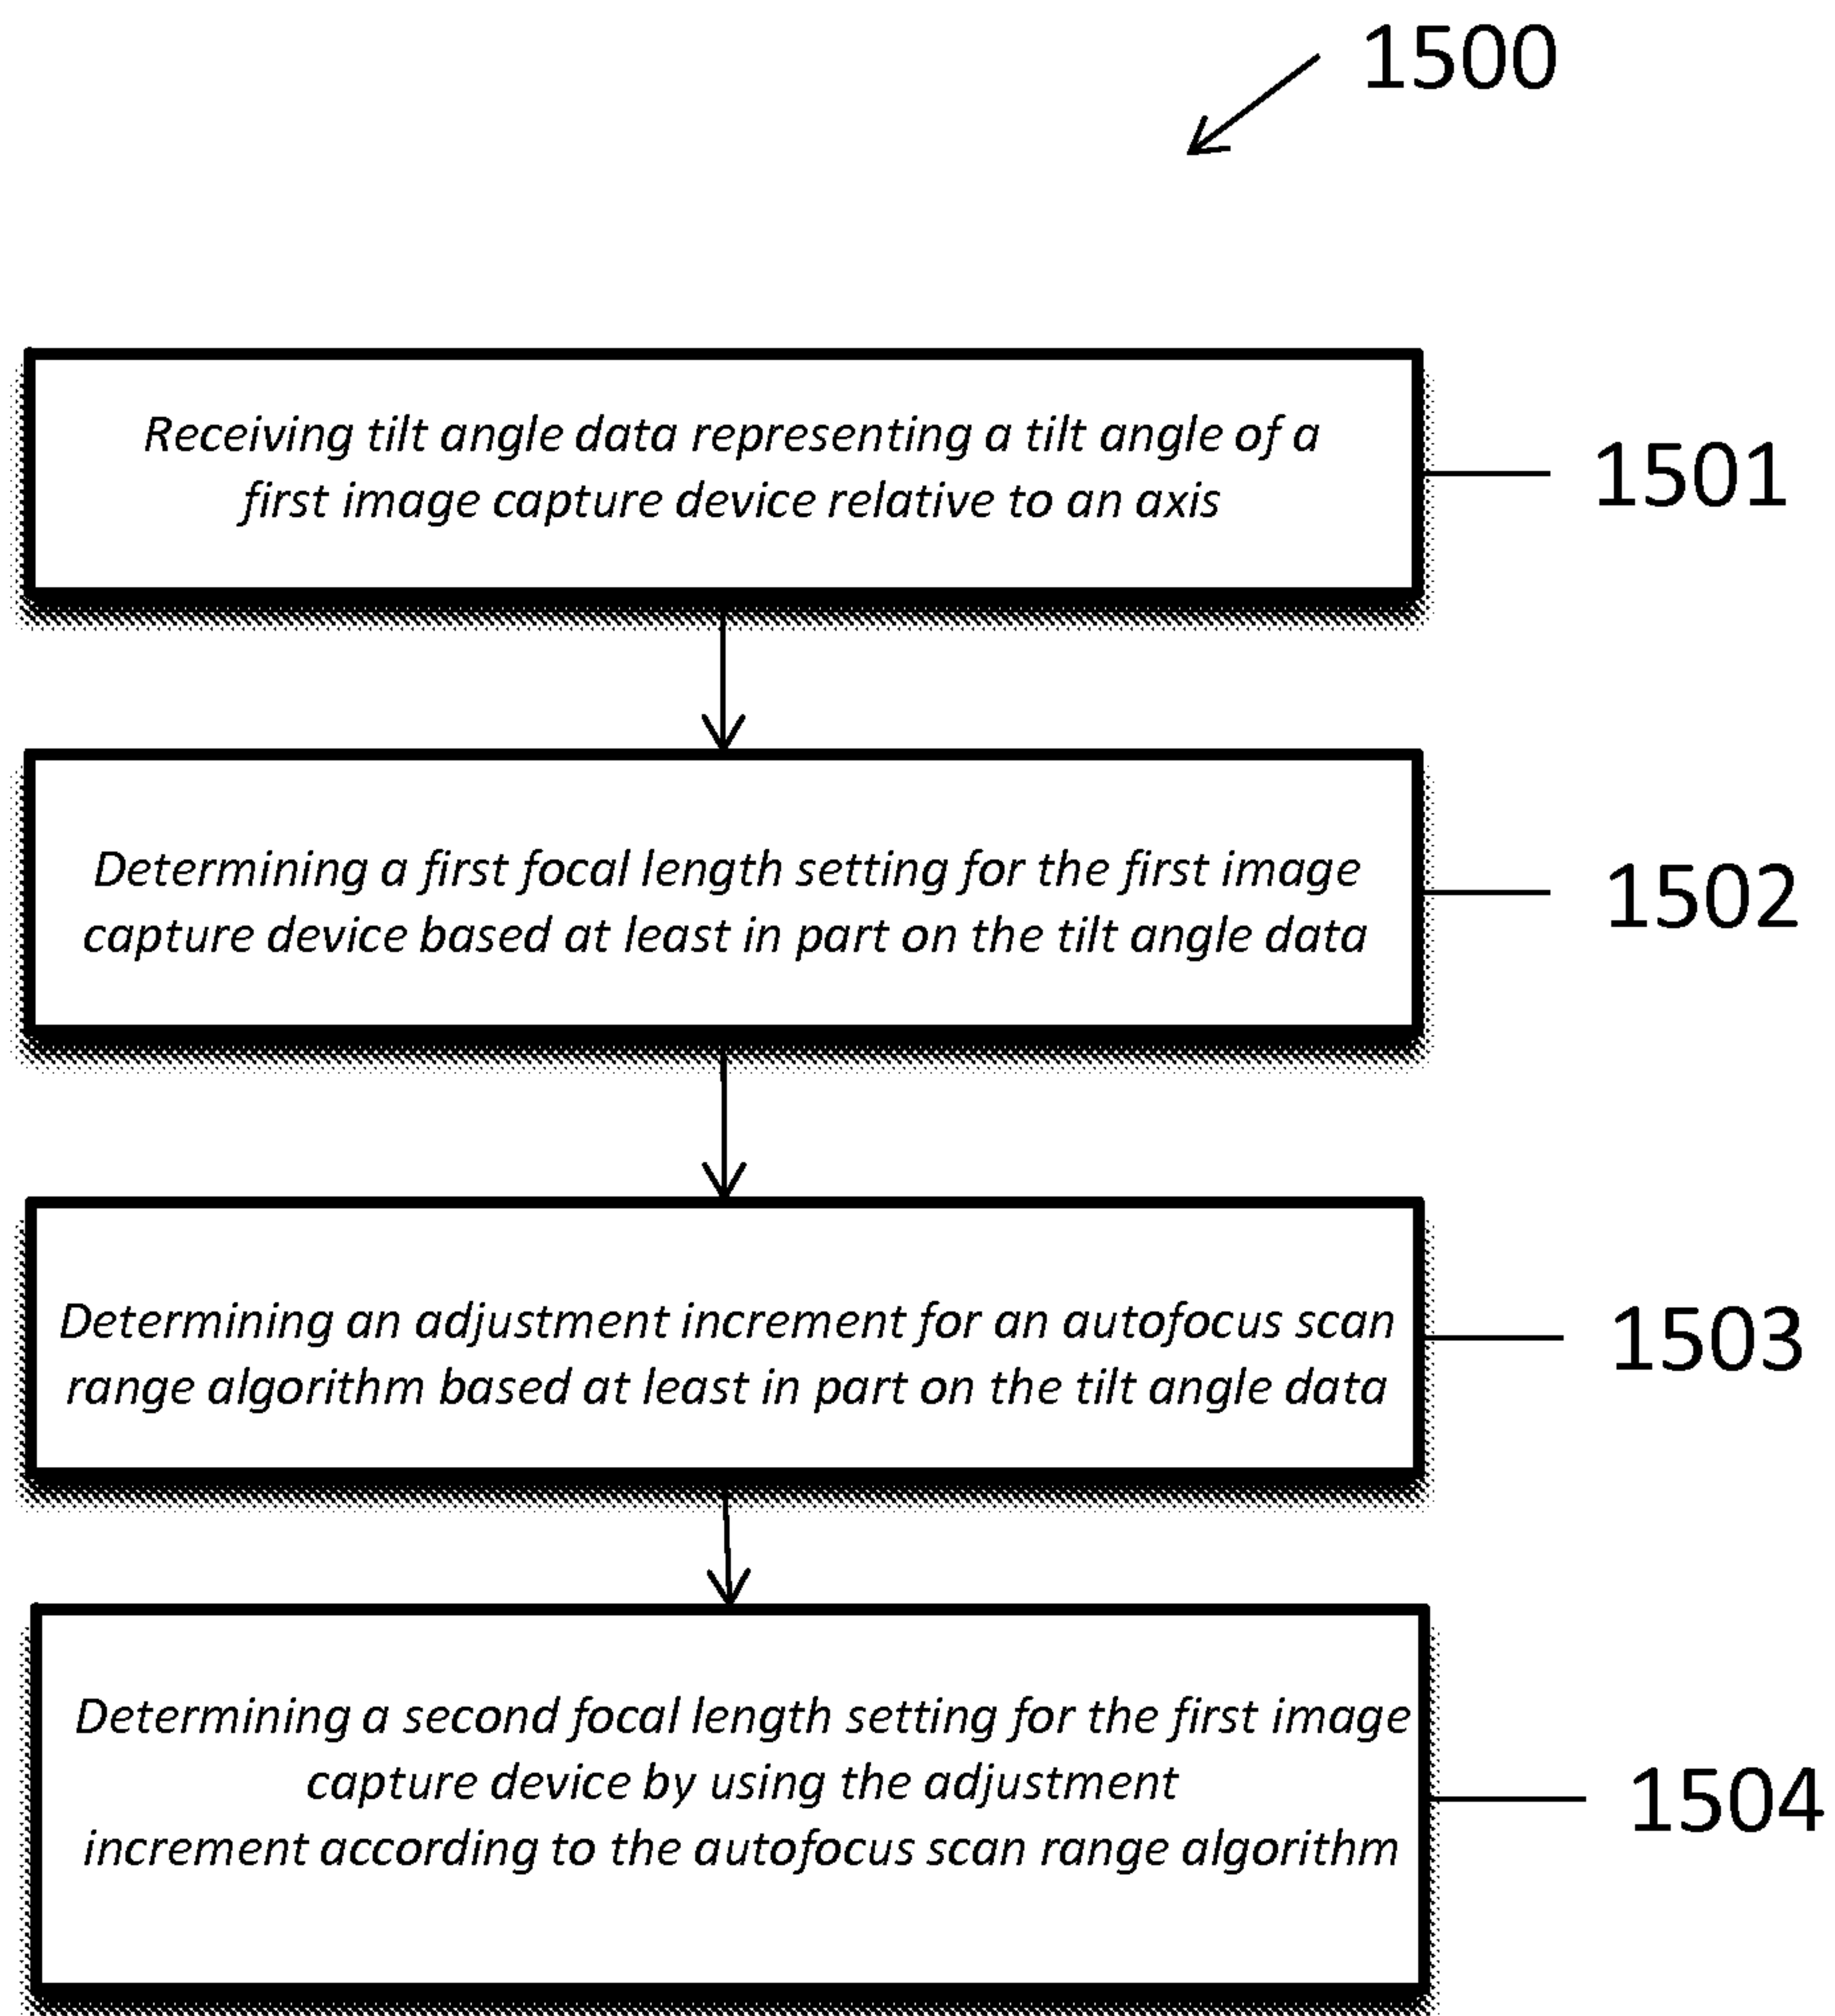 1500
Receiving tilt angle data representing a tilt angle of a
first image capture device relative to an axis
1501
Determining a first focal length setting for the first image
capture device based at least in part on the tilt angle data
1502
Determining an adjustment increment for an autofocus scan
range algorithm based at least in part on the tilt angle data
1503
Determining a second focal length setting for the first image
capture device by using the adjustment
increment according to the autofocus scan range algorithm
1504